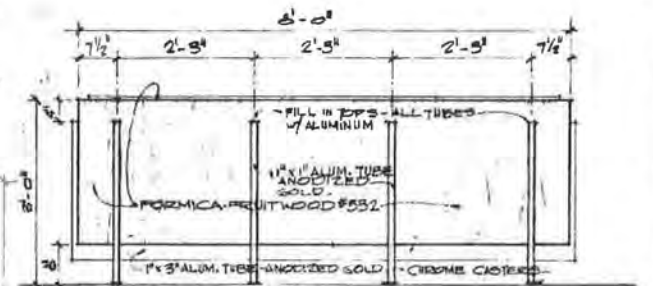 8'-0"
7½" 2'-3" 2'-3" 2'-3" 7½"
FILL IN TOPS - ALL TUBES
W/ ALUMINUM
1" x 1" ALUM. TUBE
ANODIZED
GOLD.
FORMICA-FRUITWOOD #532
1" x 3" ALUM. TUBE-ANODIZED GOLD - CHROME CASTERS